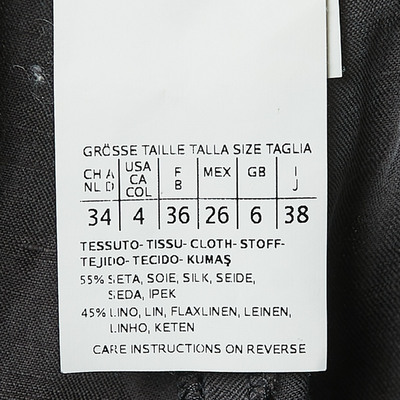 GRÖSSE TAILLE TALLA SIZE TAGLIA
CH A NL D | USA CA COL | F B | MEX | GB | I J
34 | 4 | 36 | 26 | 6 | 38
TESSUTO- TISSU- CLOTH- STOFF-
TEJIDO- TECIDO- KUMAŞ
55% SETA, SOIE, SILK, SEIDE,
SEDA, IPEK
45% LINO, LIN, FLAXLINEN, LEINEN,
LINHO, KETEN
CARE INSTRUCTIONS ON REVERSE